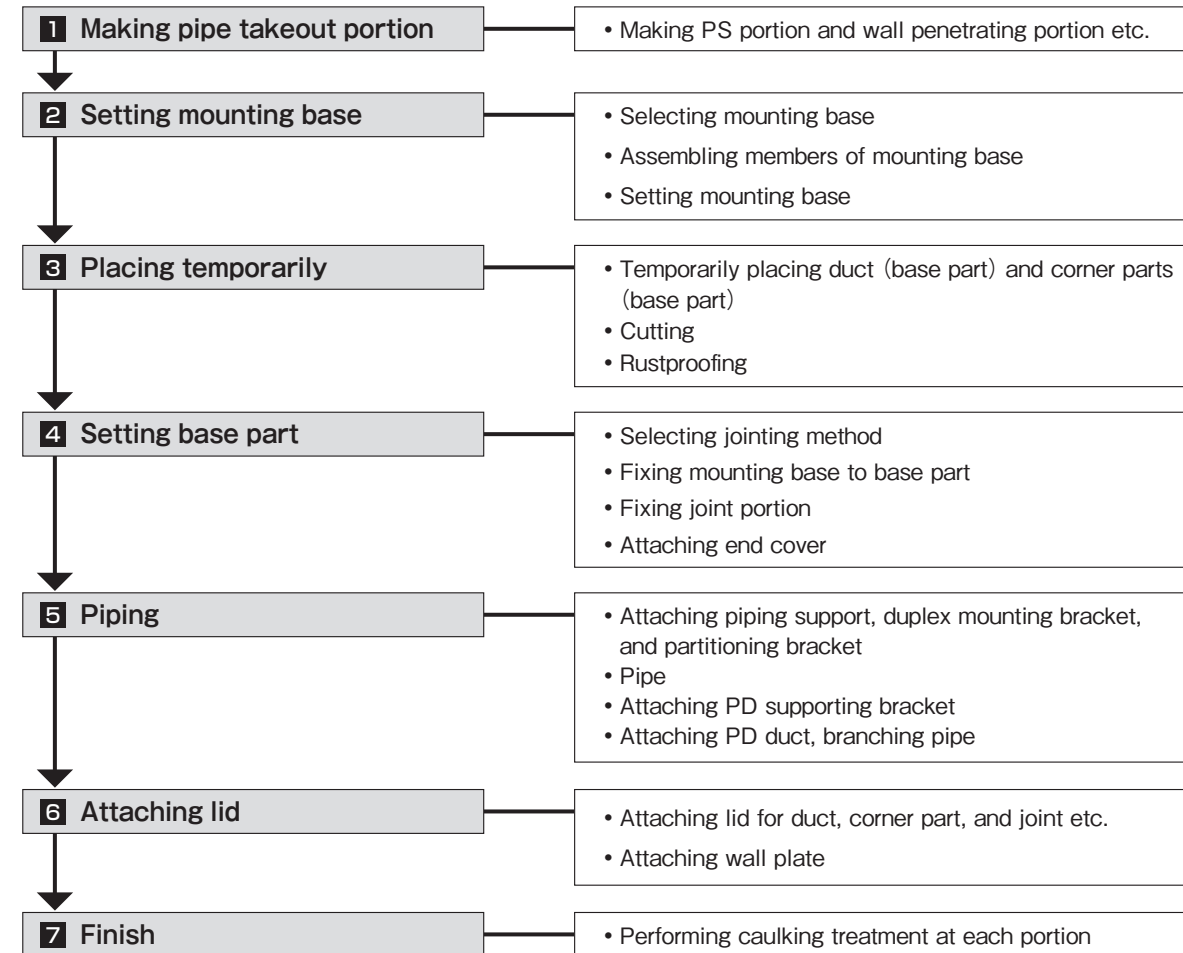 1 Making pipe takeout portion
• Making PS portion and wall penetrating portion etc.
2 Setting mounting base
• Selecting mounting base
• Assembling members of mounting base
• Setting mounting base
3 Placing temporarily
• Temporarily placing duct (base part) and corner parts
(base part)
• Cutting
• Rustproofing
4 Setting base part
• Selecting jointing method
• Fixing mounting base to base part
• Fixing joint portion
• Attaching end cover
5 Piping
• Attaching piping support, duplex mounting bracket,
and partitioning bracket
• Pipe
• Attaching PD supporting bracket
• Attaching PD duct, branching pipe
6 Attaching lid
• Attaching lid for duct, corner part, and joint etc.
• Attaching wall plate
7 Finish
• Performing caulking treatment at each portion